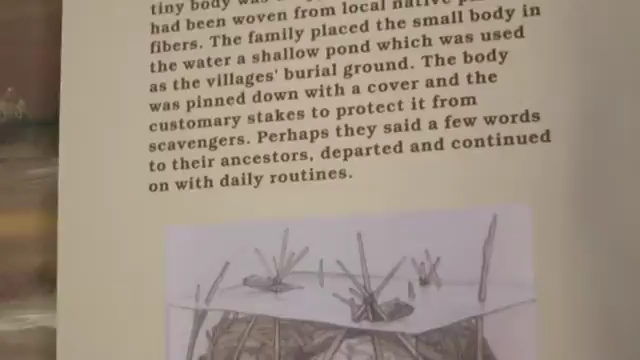 tiny body was
had been woven from local native
fibers. The family placed the small body in
the water a shallow pond which was used
as the villages' burial ground. The body
was pinned down with a cover and the
customary stakes to protect it from
scavengers. Perhaps they said a few words
to their ancestors, departed and continued
on with daily routines.